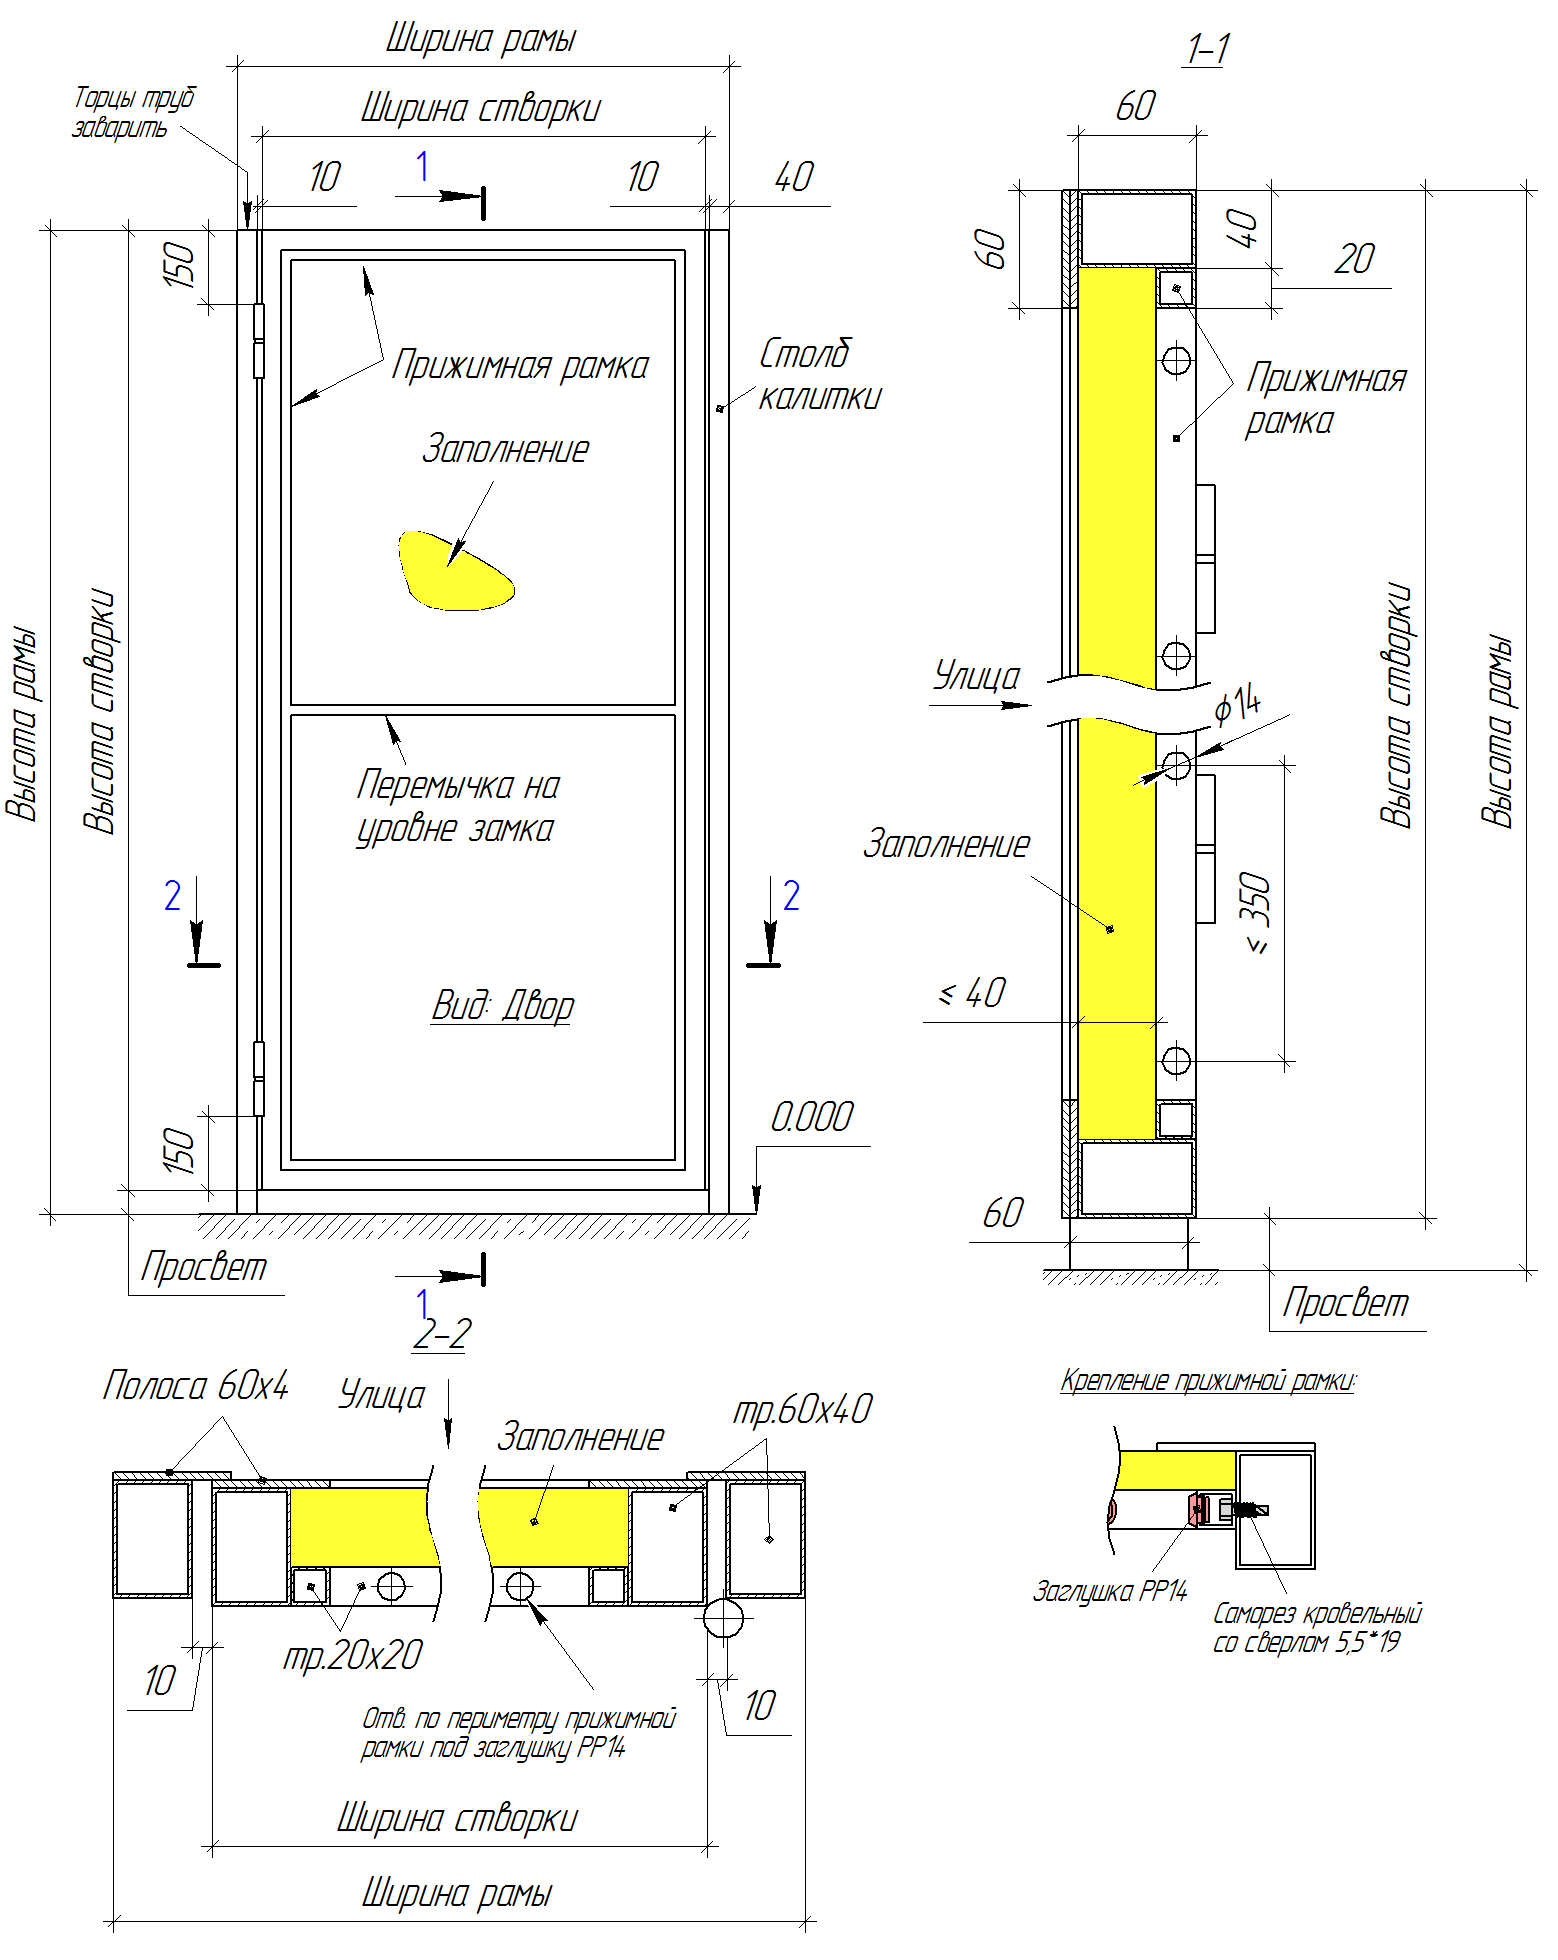 Ширина рамы
1-1
Торцы труб
заварить
Ширина створки
60
10
1
10
40
150
60
40
20
Прижимная рамка
Столб
калитки
Прижимная
рамка
Заполнение
Высота рамы
Высота створки
Улица
ϕ14
Высота створки
Высота рамы
Перемычка на
уровне замка
Заполнение
2
2
≤ 350
Вид: Двор
≤ 40
0.000
150
60
Просвет
1
Просвет
2-2
Полоса 60х4
Улица
тр.60х40
Заполнение
Крепление прижимной рамки:
Заглушка РР14
Саморез кровельный
со сверлом 5,5*19
тр.20х20
10
10
Отв. по периметру прижимной
рамки под заглушку РР14
Ширина створки
Ширина рамы